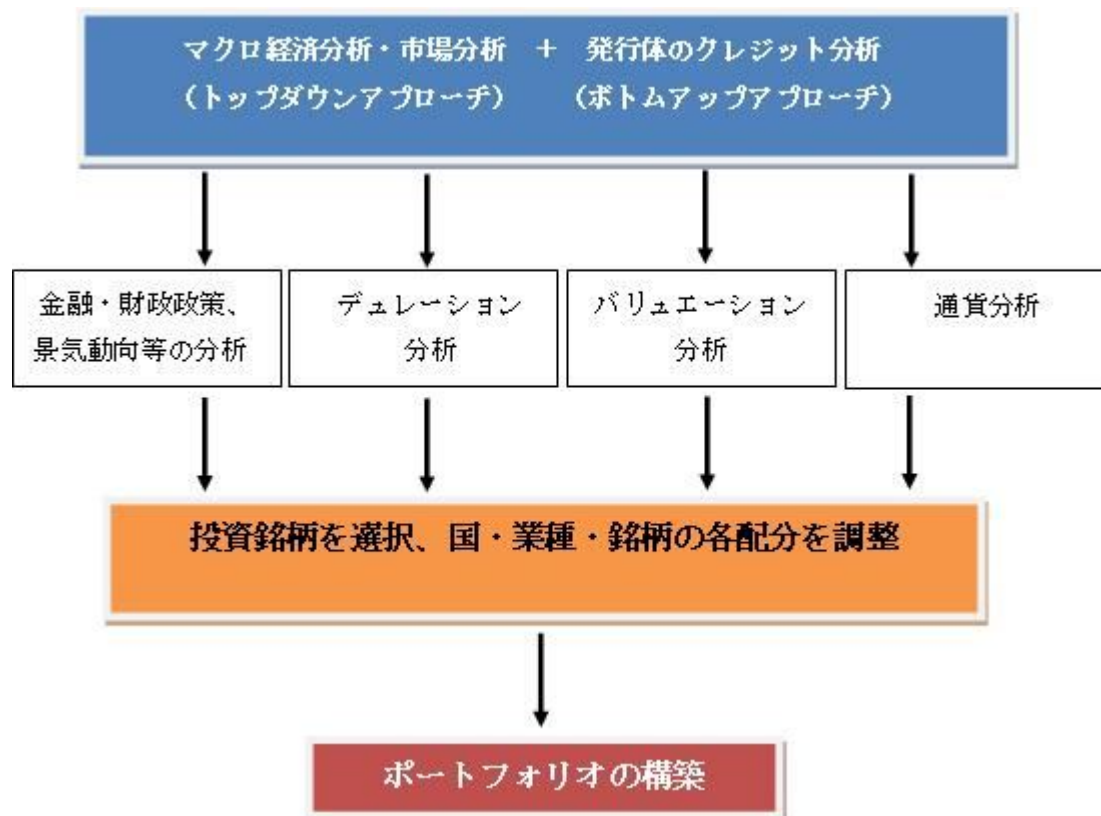 マクロ経済分析・市場分析 + 発行体のクレジット分析
(トップダウンアプローチ) (ボトムアップアプローチ)
金融・財政政策、
景気動向等の分析
デュレーション
分析
バリュエーション
分析
通貨分析
投資銘柄を選択、国・業種・銘柄の各配分を調整
ポートフォリオの構築